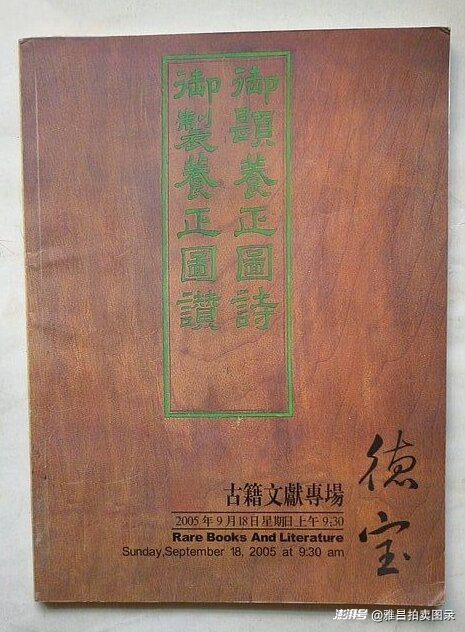 御題養正圖詩
御製養正圖讚
古籍文獻專場
2005年9月18日星期日上午9:30
Rare Books And Literature
Sunday,September 18, 2005 at 9:30 am
德宝
澎湃号 @雅昌拍卖图录